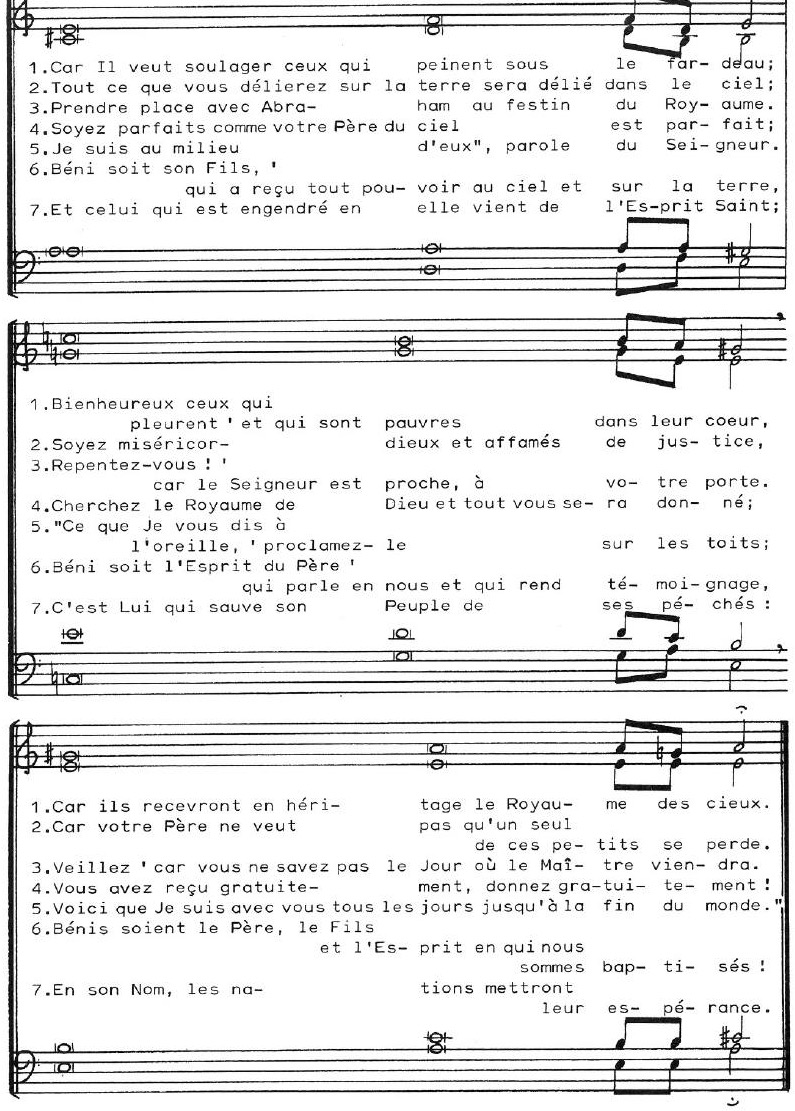 1.Car Il veut soulager ceux qui peinent sous le far- deau;
2.Tout ce que vous délierez sur la terre sera délié dans le ciel;
3.Prendre place avec Abra- ham au festin du Roy- aume.
4.Soyez parfaits comme votre Père du ciel est par- fait;
5.Je suis au milieu d'eux", parole du Sei- gneur.
6.Béni soit son Fils, '
qui a reçu tout pou- voir au ciel et sur la terre,
7.Et celui qui est engendré en elle vient de l'Es-prit Saint;
1.Bienheureux ceux qui
pleurent ' et qui sont pauvres dans leur coeur,
2.Soyez miséricor- dieux et affamés de jus- tice,
3.Repentez-vous ! '
car le Seigneur est proche, à vo- tre porte.
4.Cherchez le Royaume de Dieu et tout vous se- ra don- né;
5."Ce que Je vous dis à
l'oreille, ' proclamez- le sur les toits;
6.Béni soit l'Esprit du Père '
qui parle en nous et qui rend té- moi- gnage,
7.C'est Lui qui sauve son Peuple de ses pé- chés :
1.Car ils recevront en héri- tage le Royau- me des cieux.
2.Car votre Père ne veut pas qu'un seul
de ces pe- tits se perde.
3.Veillez ' car vous ne savez pas le Jour où le Maî- tre vien- dra.
4.Vous avez reçu gratuite- ment, donnez gra-tui- te- ment !
5.Voici que Je suis avec vous tous les jours jusqu'à la fin du monde."
6.Bénis soient le Père, le Fils
et l'Es- prit en qui nous
sommes bap- ti- sés !
7.En son Nom, les na- tions mettront
leur es- pé- rance.